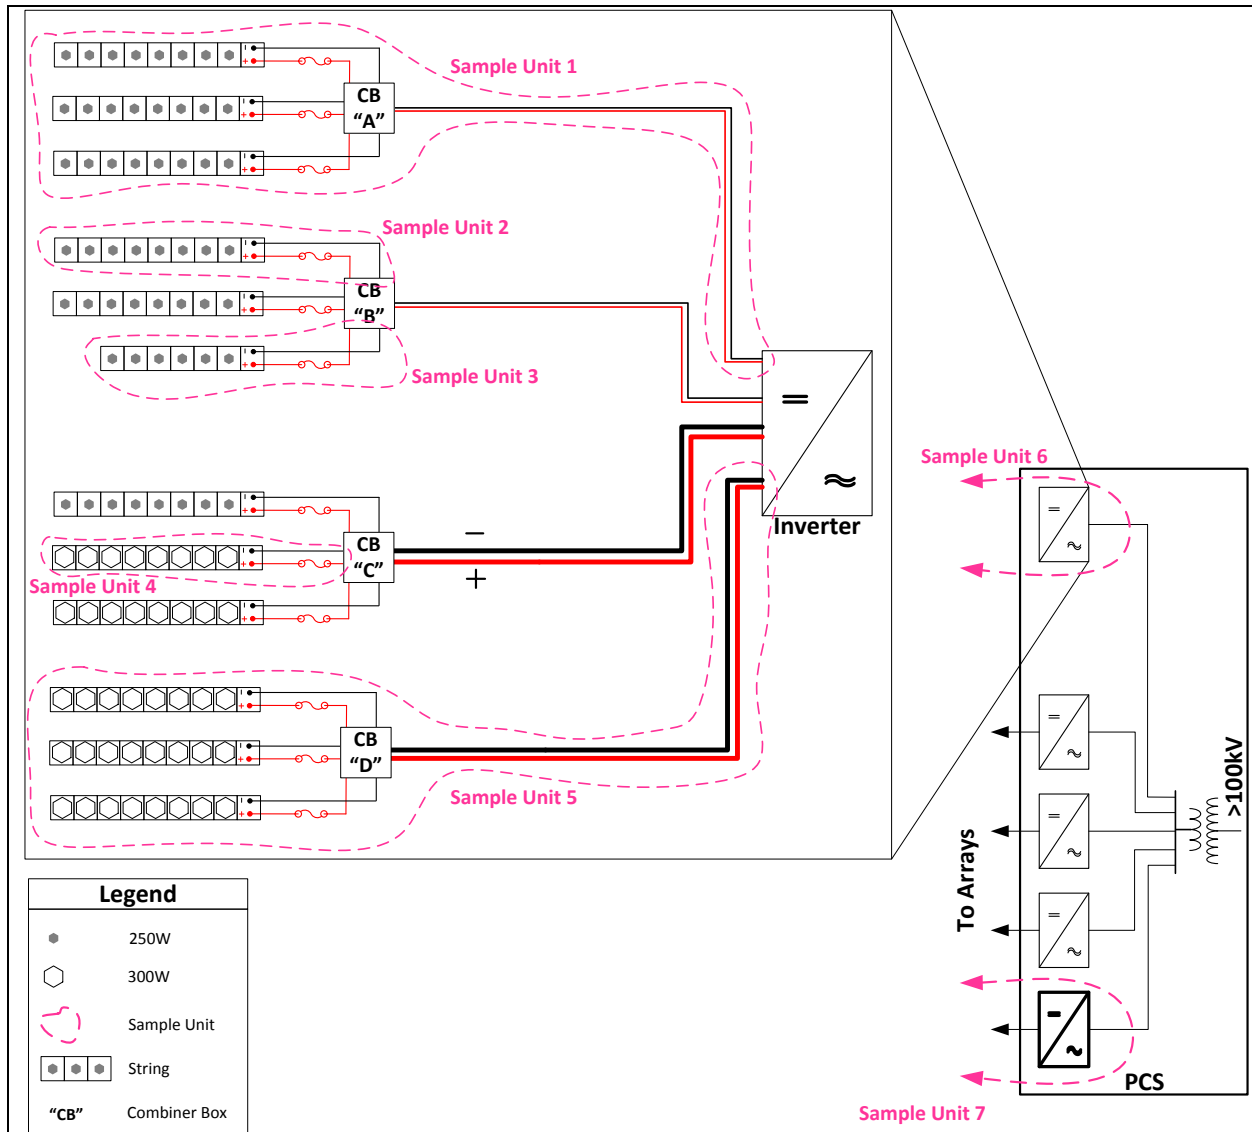 Sample Unit 1
CB
"A"
Sample Unit 2
CB
"B"
Sample Unit 3
Inverter
Sample Unit 4
CB
"C"
−
+
CB
"D"
Sample Unit 5
Sample Unit 6
>100kV
To Arrays
PCS
Sample Unit 7
Legend
250W
300W
Sample Unit
String
"CB" Combiner Box